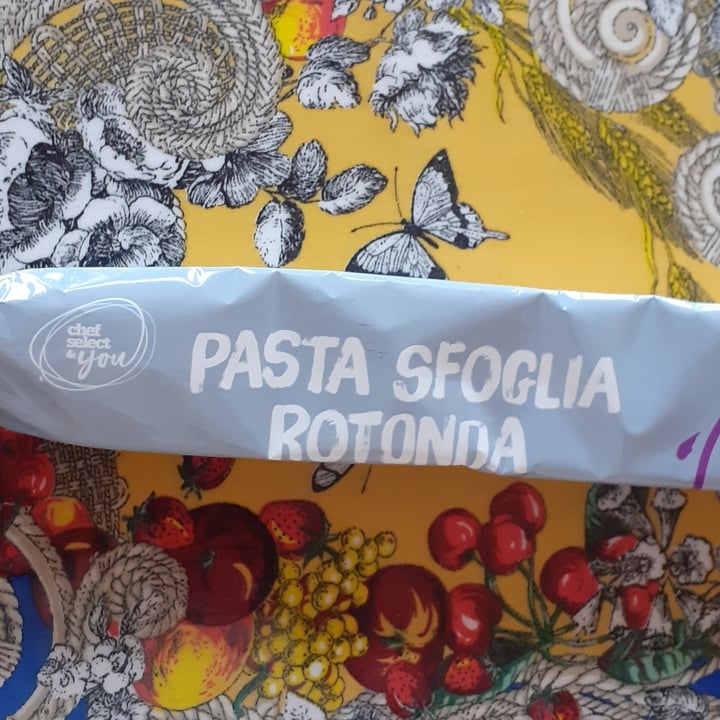 chef
select
& you
PASTA SFOGLIA
ROTONDA